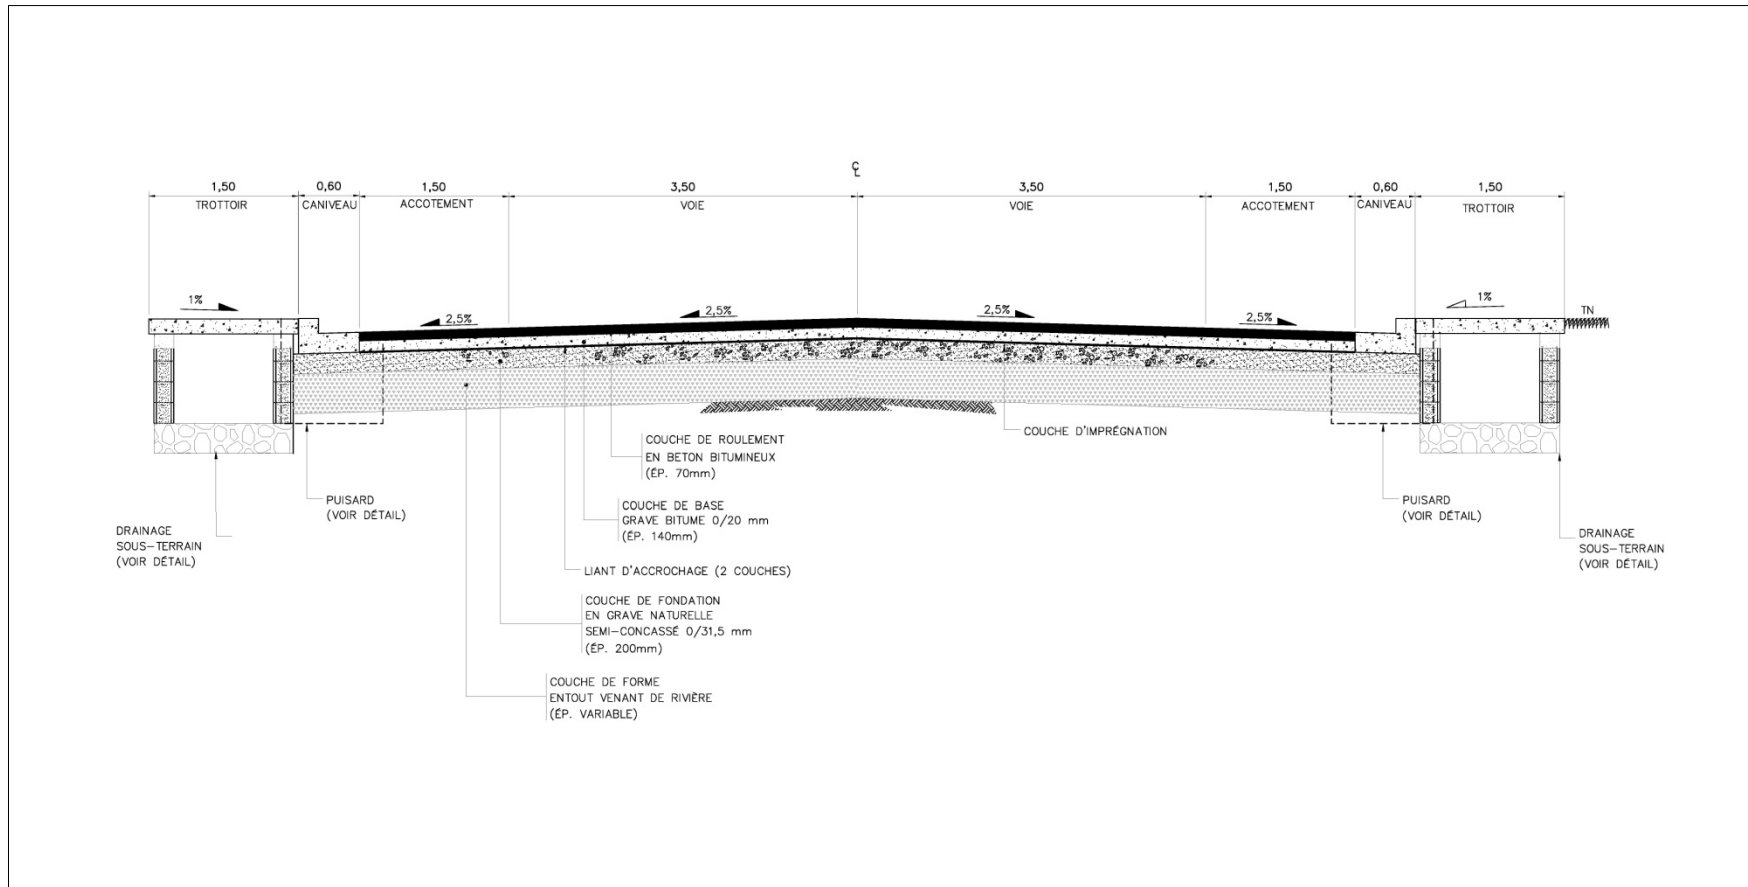 ℄
1,50 0,60 1,50 3,50 3,50 1,50 0,60 1,50
TROTTOIR CANIVEAU ACCOTEMENT VOIE VOIE ACCOTEMENT CANIVEAU TROTTOIR
1% 2,5% 2,5% 2,5% 2,5% 1% TN
COUCHE DE ROULEMENT
EN BETON BITUMINEUX
(ÉP. 70mm)
COUCHE D'IMPRÉGNATION
PUISARD
(VOIR DÉTAIL)
COUCHE DE BASE
GRAVE BITUME 0/20 mm
(ÉP. 140mm)
PUISARD
(VOIR DÉTAIL)
DRAINAGE
SOUS-TERRAIN
(VOIR DÉTAIL)
DRAINAGE
SOUS-TERRAIN
(VOIR DÉTAIL)
LIANT D'ACCROCHAGE (2 COUCHES)
COUCHE DE FONDATION
EN GRAVE NATURELLE
SEMI-CONCASSÉ 0/31,5 mm
(ÉP. 200mm)
COUCHE DE FORME
ENTOUT VENANT DE RIVIÈRE
(ÉP. VARIABLE)